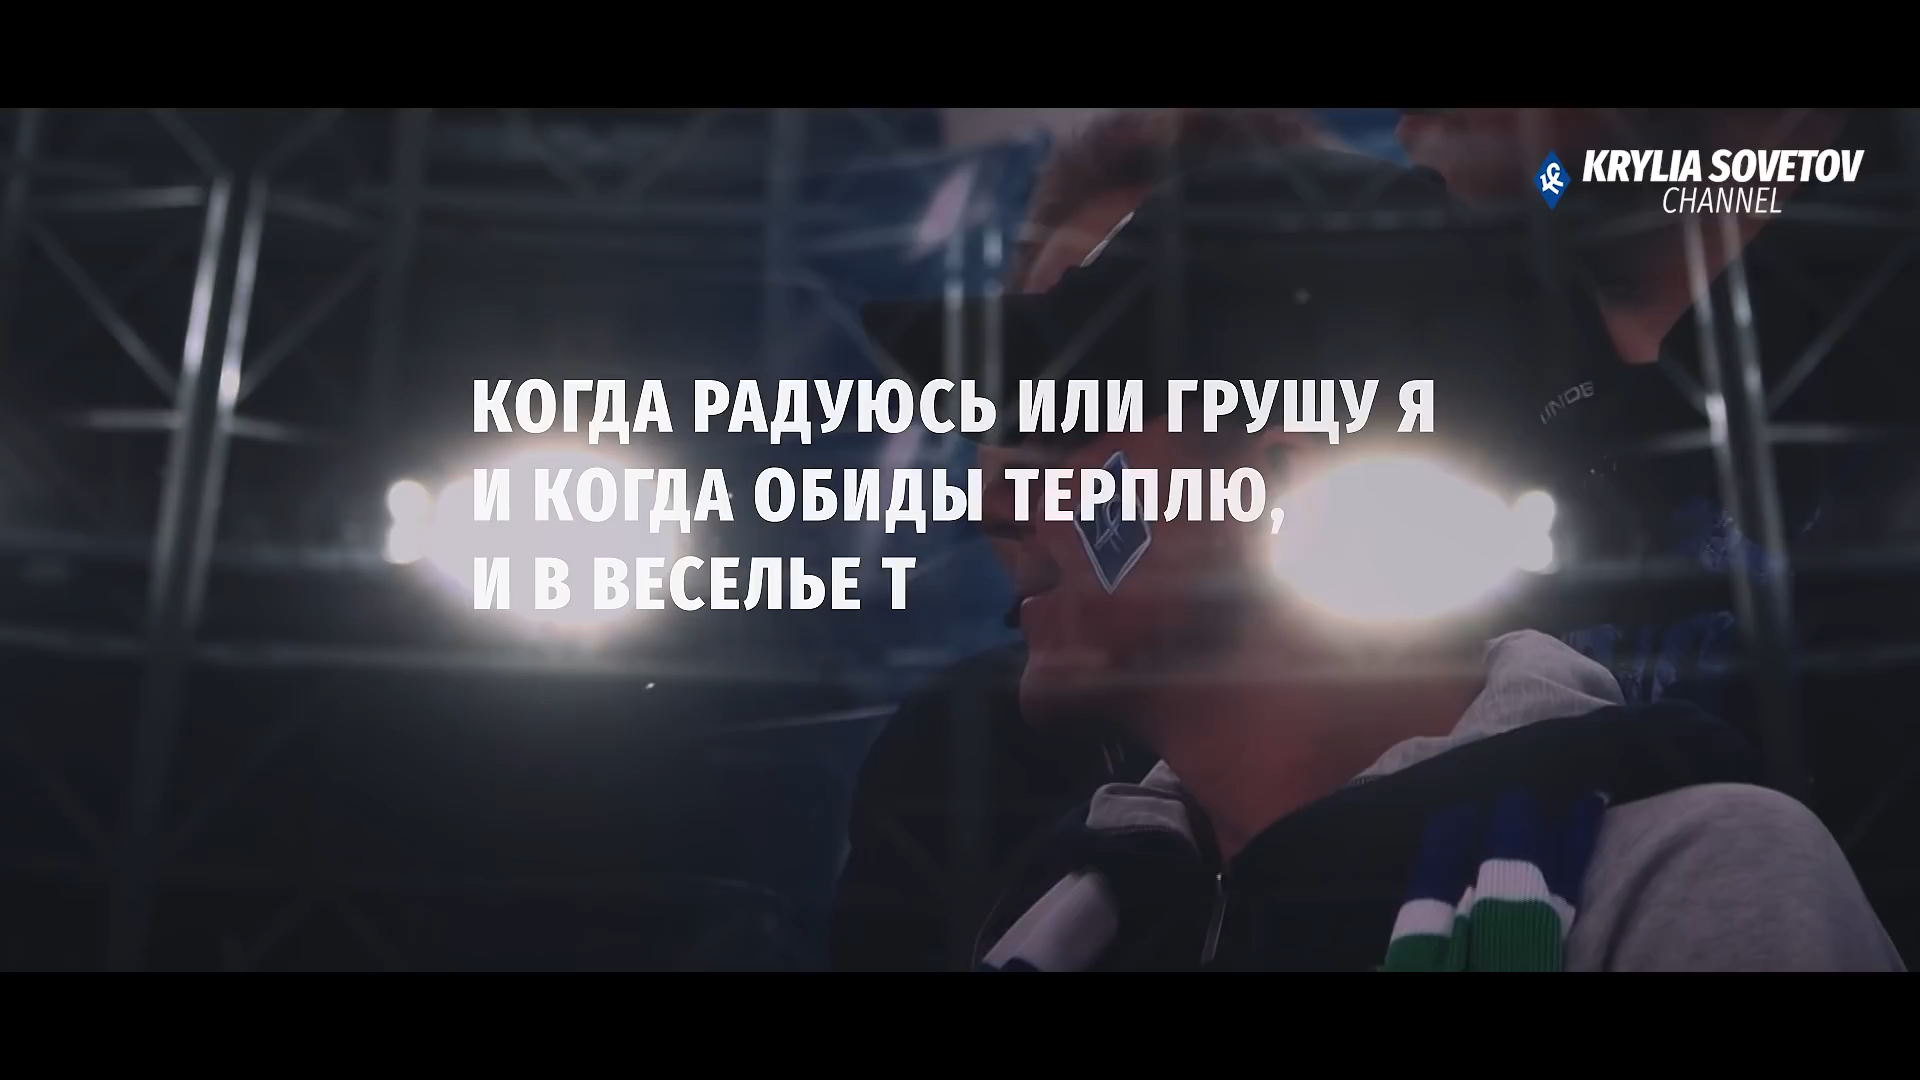 KRYLIA SOVETOV
CHANNEL
КОГДА РАДУЮСЬ ИЛИ ГРУЩУ Я
И КОГДА ОБИДЫ ТЕРПЛЮ,
И В ВЕСЕЛЬЕ Т